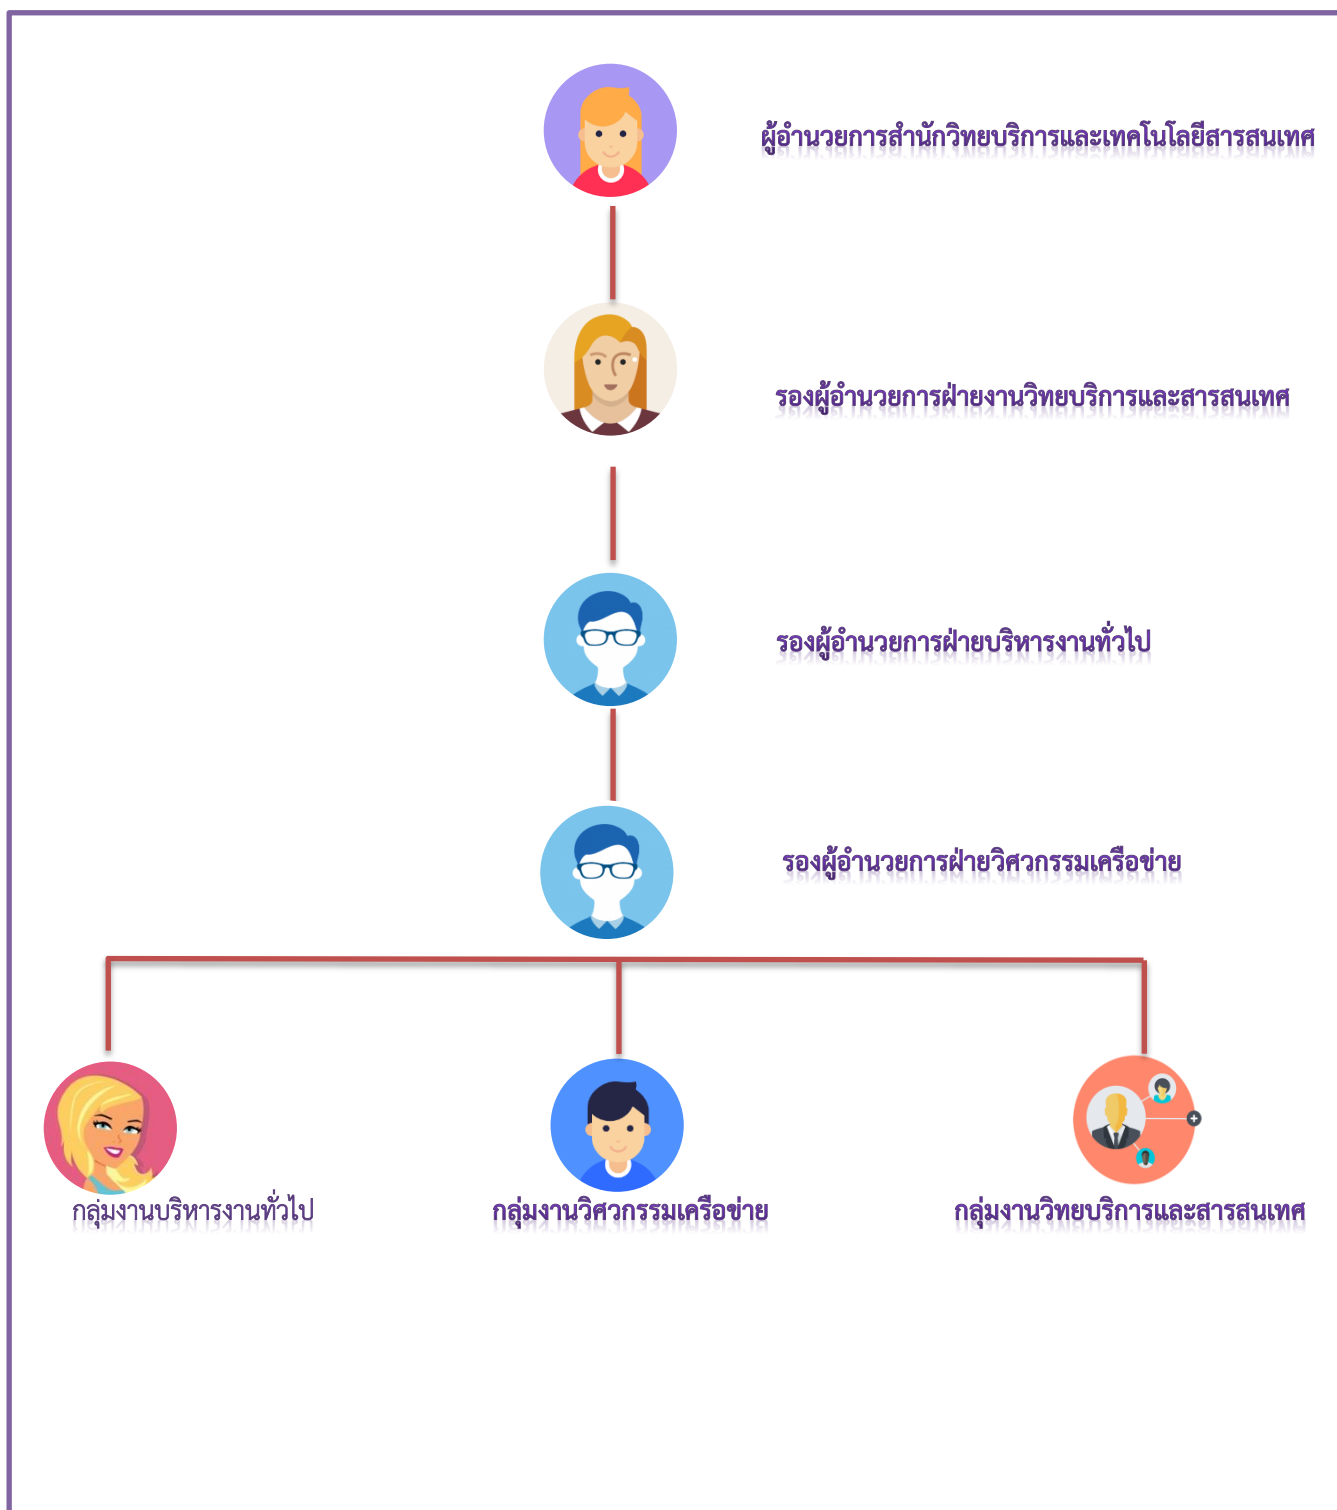 ผู้อำนวยการสำนักวิทยบริการและเทคโนโลยีสารสนเทศ
รองผู้อำนวยการฝ่ายงานวิทยบริการและสารสนเทศ
รองผู้อำนวยการฝ่ายบริหารงานทั่วไป
รองผู้อำนวยการฝ่ายวิศวกรรมเครือข่าย
กลุ่มงานบริหารงานทั่วไป
กลุ่มงานวิศวกรรมเครือข่าย
กลุ่มงานวิทยบริการและสารสนเทศ